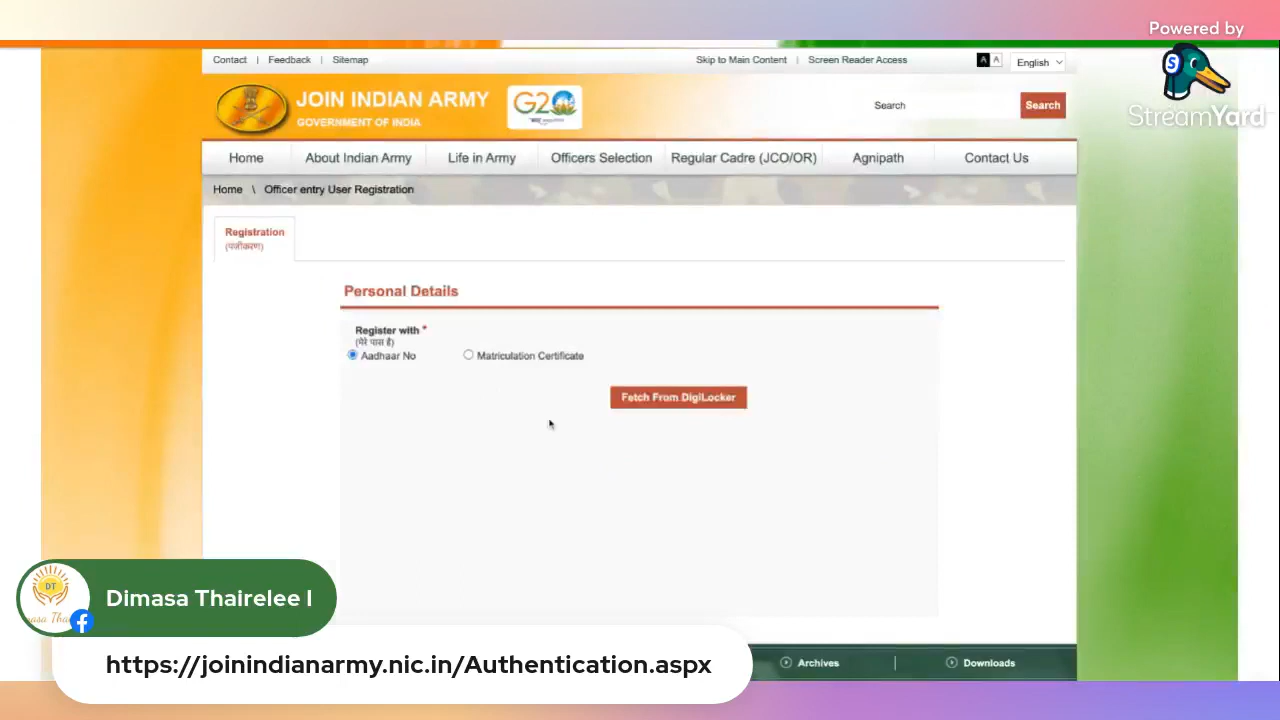 Powered by
StreamYard
Contact | Feedback | Sitemap
Skip to Main Content | Screen Reader Access
A A
English
JOIN INDIAN ARMY
GOVERNMENT OF INDIA
G20
Search
Search
Home
About Indian Army
Life in Army
Officers Selection
Regular Cadre (JCO/OR)
Agnipath
Contact Us
Home \ Officer entry User Registration
Registration
(पंजीकरण)
Personal Details
Register with *
(मेरे पास है)
Aadhaar No
Matriculation Certificate
Fetch From DigiLocker
DT
Dimasa Thairelee I
https://joinindianarmy.nic.in/Authentication.aspx
Archives | Downloads